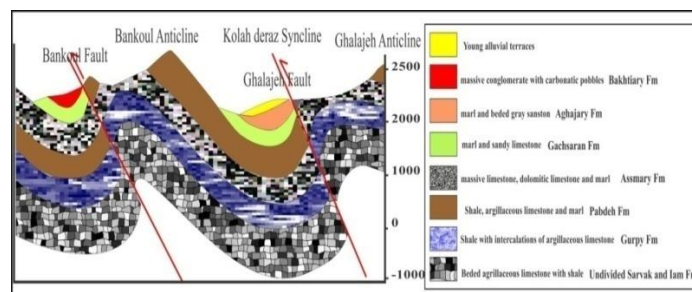 Bankoul Anticline
Kolah deraz Syncline
Ghalajeh Anticline
Bankoul Fault
Ghalajeh Fault
2500
2000
1000
0
-1000
Young alluvial terraces
massive conglomerate with carbonatic pobbles Bakhtiary Fm
marl and beded gray sanston Aghajary Fm
marl and sandy limestone Gachsaran Fm
massive limestone, dolomitic limestone and marl Assmary Fm
Shale, argillaceous limestone and marl Pabdeh Fm
Shale with intercalations of argillaceous limestone Gurpy Fm
Beded agrillaceous limestone with shale Undivided Sarvak and Iam F